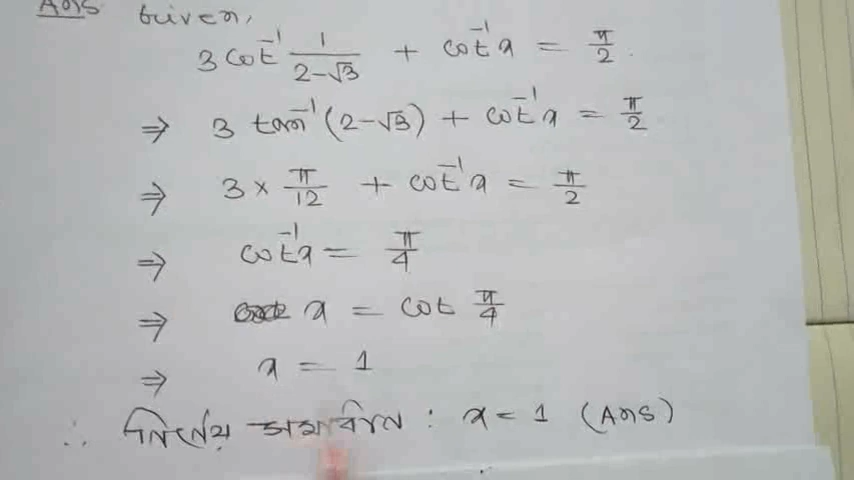 Ans Given,
3 cot⁻¹ 1/(2-√3) + cot⁻¹ x = π/2.
⇒ 3 tan⁻¹ (2-√3) + cot⁻¹ x = π/2
⇒ 3 × π/12 + cot⁻¹ x = π/2
⇒ cot⁻¹ x = π/4
⇒ x = cot π/4
⇒ x = 1
∴ নির্ণেয় সমাধান : x = 1 (Ans)